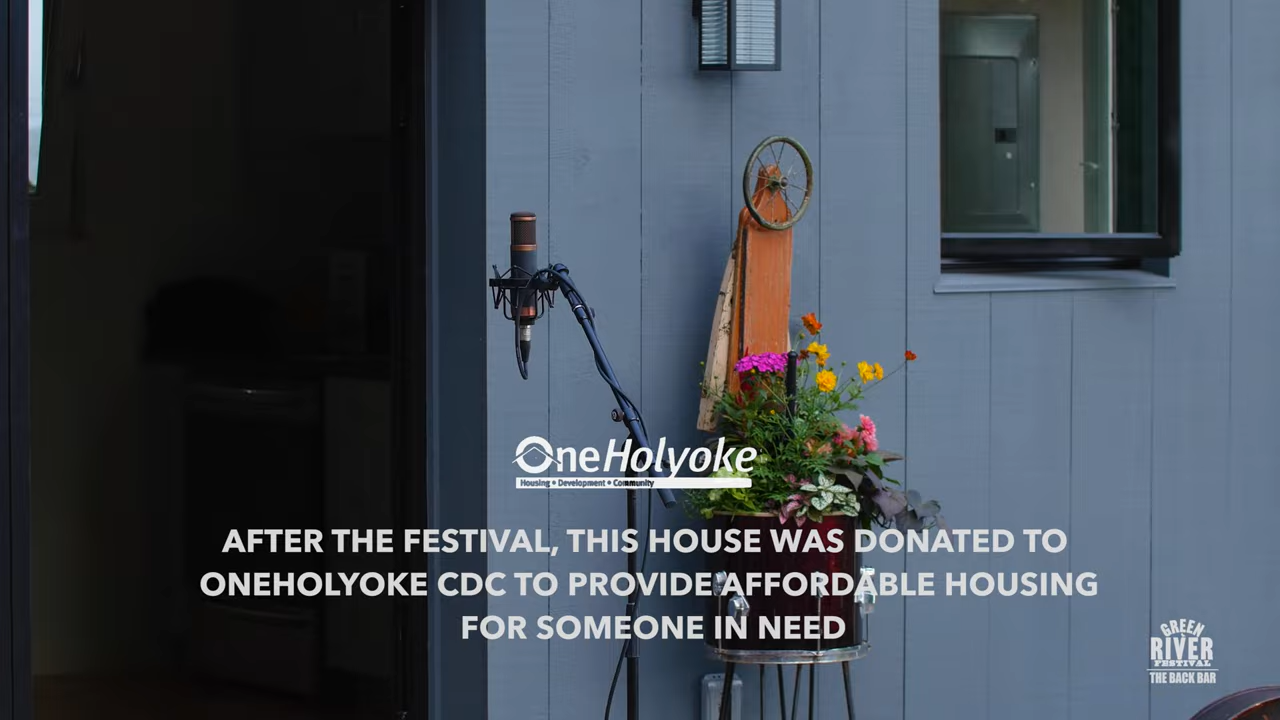 OneHolyoke
Housing • Development • Community
AFTER THE FESTIVAL, THIS HOUSE WAS DONATED TO
ONEHOLYOKE CDC TO PROVIDE AFFORDABLE HOUSING
FOR SOMEONE IN NEED
GREEN
RIVER
FESTIVAL
THE BACK BAR